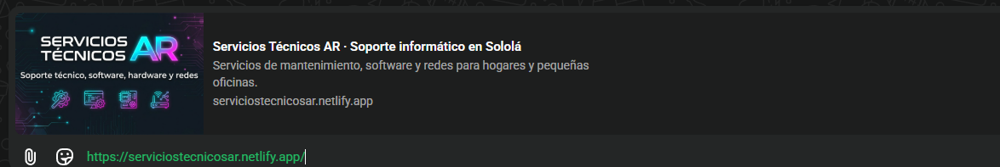 SERVICIOS
TÉCNICOS AR
Soporte técnico, software, hardware y redes
Servicios Técnicos AR · Soporte informático en Sololá
Servicios de mantenimiento, software y redes para hogares y pequeñas
oficinas.
serviciostecnicosar.netlify.app
https://serviciostecnicosar.netlify.app/